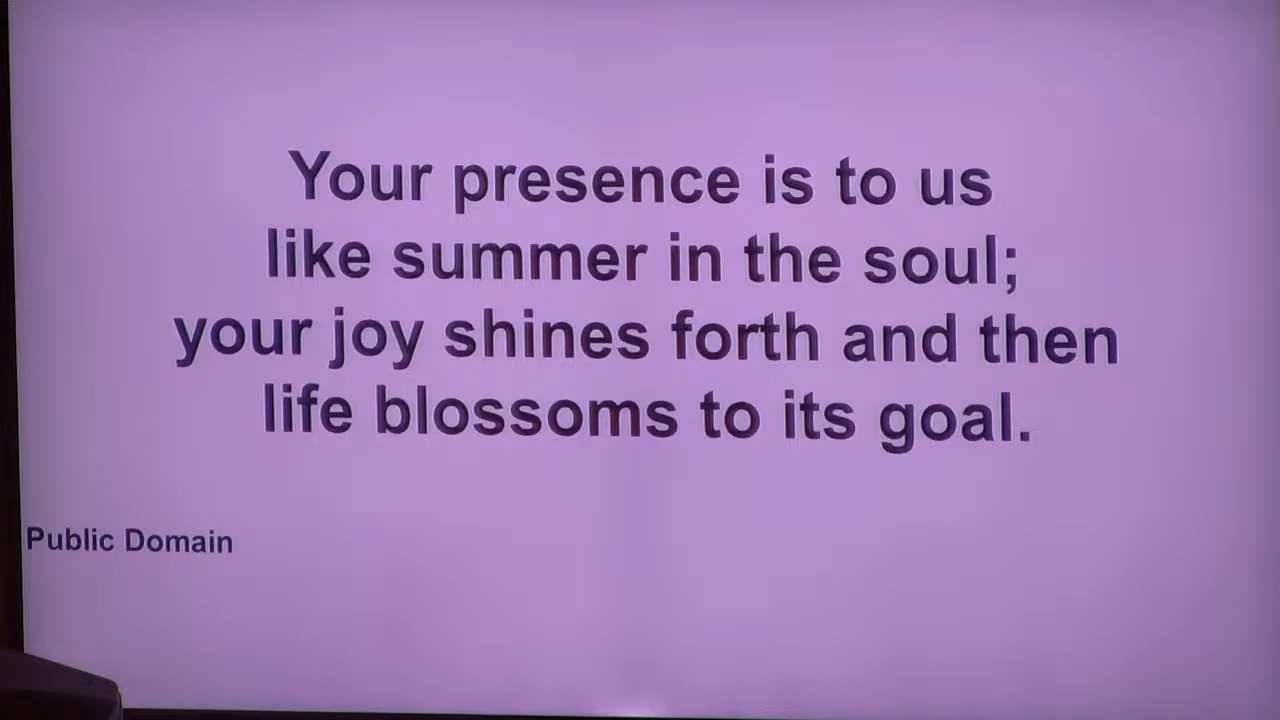 Your presence is to us
like summer in the soul;
your joy shines forth and then
life blossoms to its goal.
Public Domain